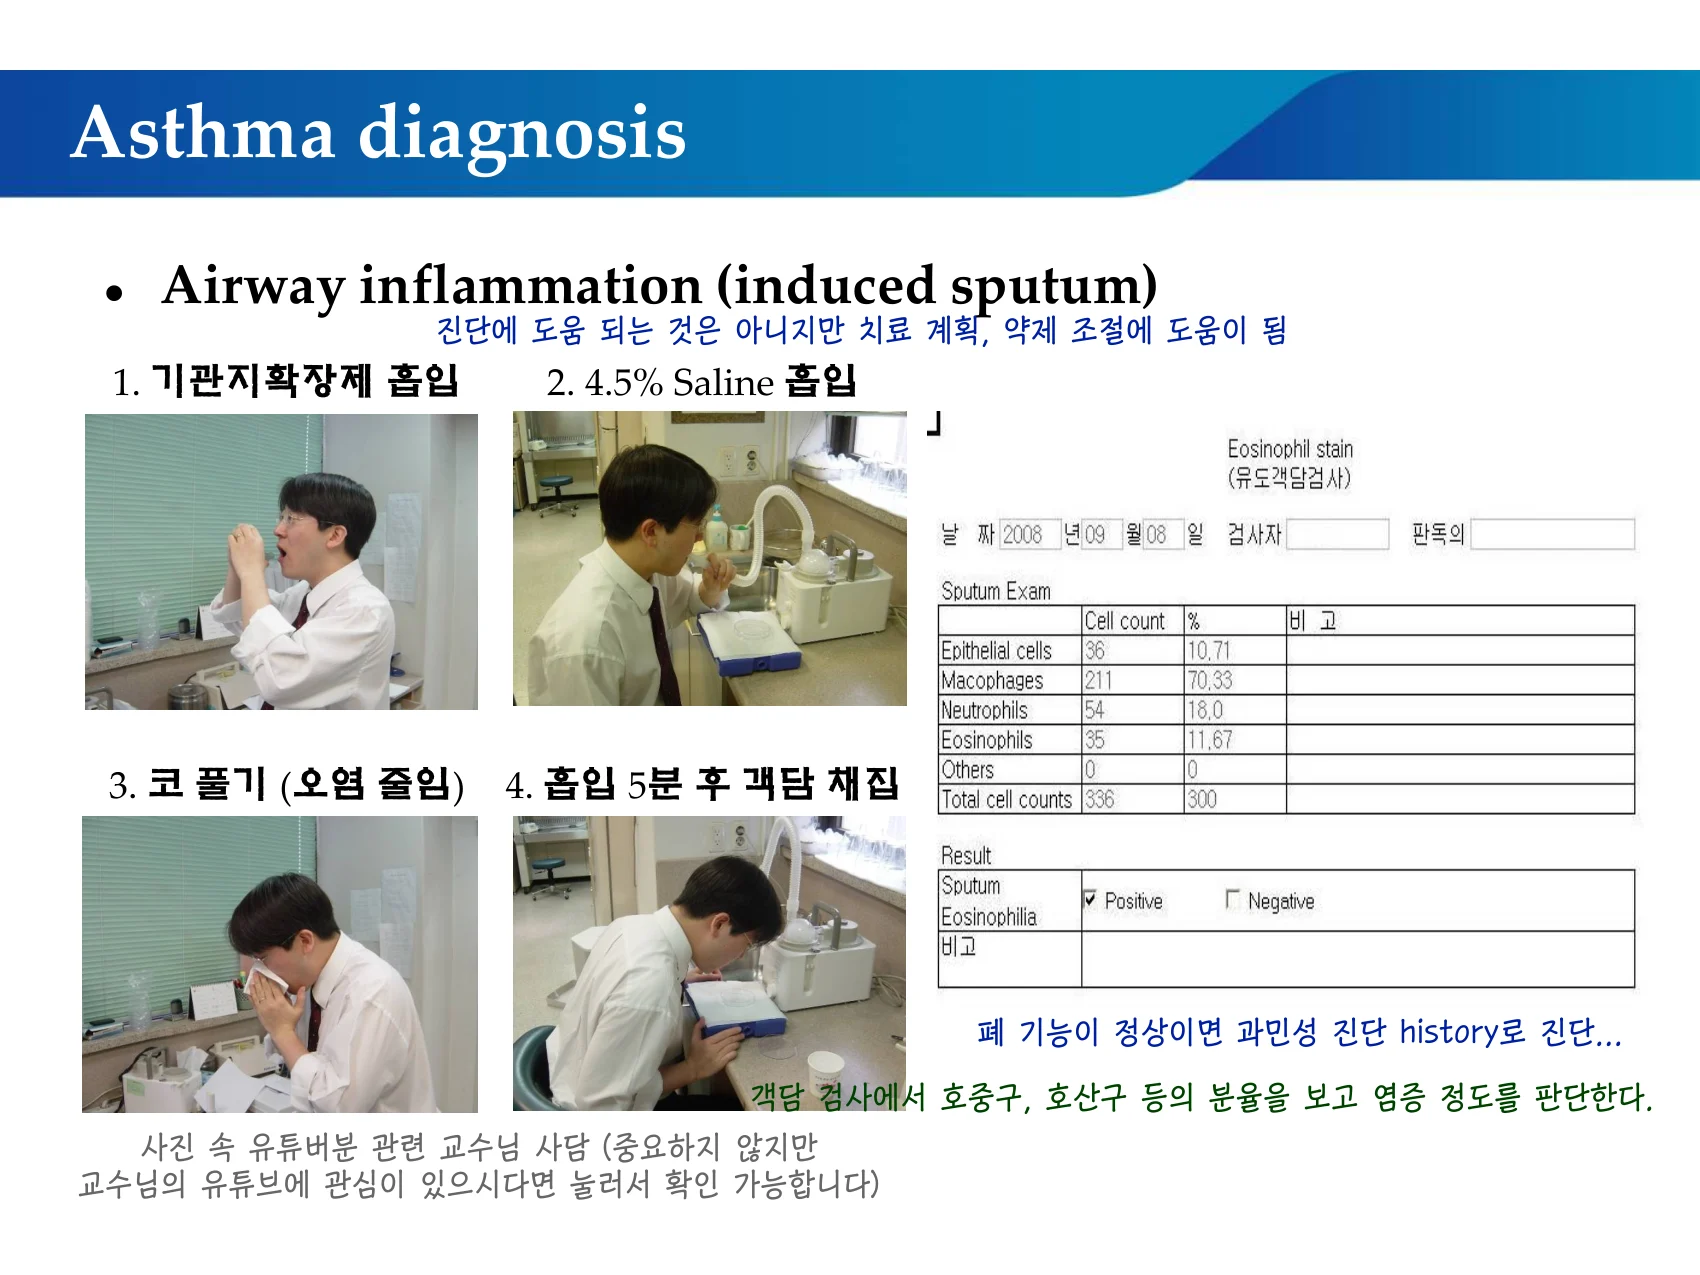 Asthma diagnosis
● Airway inflammation (induced sputum)
진단에 도움 되는 것은 아니지만 치료 계획, 약제 조절에 도움이 됨
1. 기관지확장제 흡입
2. 4.5% Saline 흡입
3. 코 풀기 (오염 줄임)
4. 흡입 5분 후 객담 채집
」
Eosinophil stain
(유도객담검사)
날 짜 2008 년 09 월 08 일 검사자 판독의
Sputum Exam
Cell count % 비 고
Epithelial cells 36 10,71
Macophages 211 70,33
Neutrophils 54 18,0
Eosinophils 35 11,67
Others 0 0
Total cell counts 336 300
Result
Sputum
Eosinophilia
Positive Negative
비고
폐 기능이 정상이면 과민성 진단 history로 진단...
객담 검사에서 호중구, 호산구 등의 분율을 보고 염증 정도를 판단한다.
사진 속 유튜버분 관련 교수님 사담 (중요하지 않지만
교수님의 유튜브에 관심이 있으시다면 눌러서 확인 가능합니다)